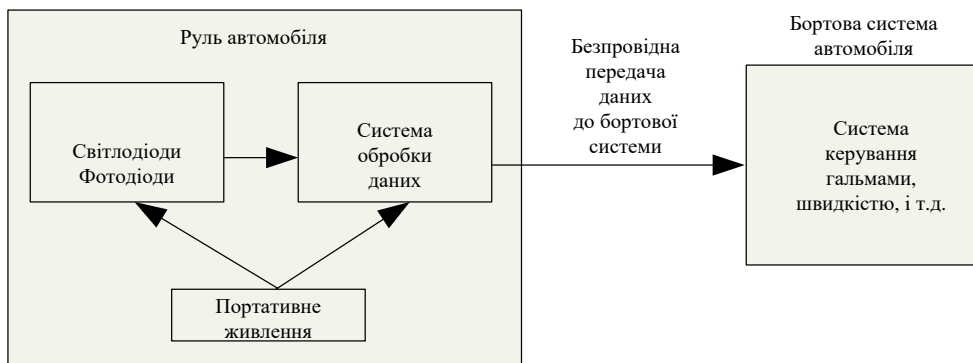 Руль автомобіля
Світлодіоди
Фотодіоди
Система
обробки
даних
Портативне
живлення
Безпровідна
передача
даних
до бортової
системи
Бортова система
автомобіля
Система
керування
гальмами,
швидкістю, і т.д.